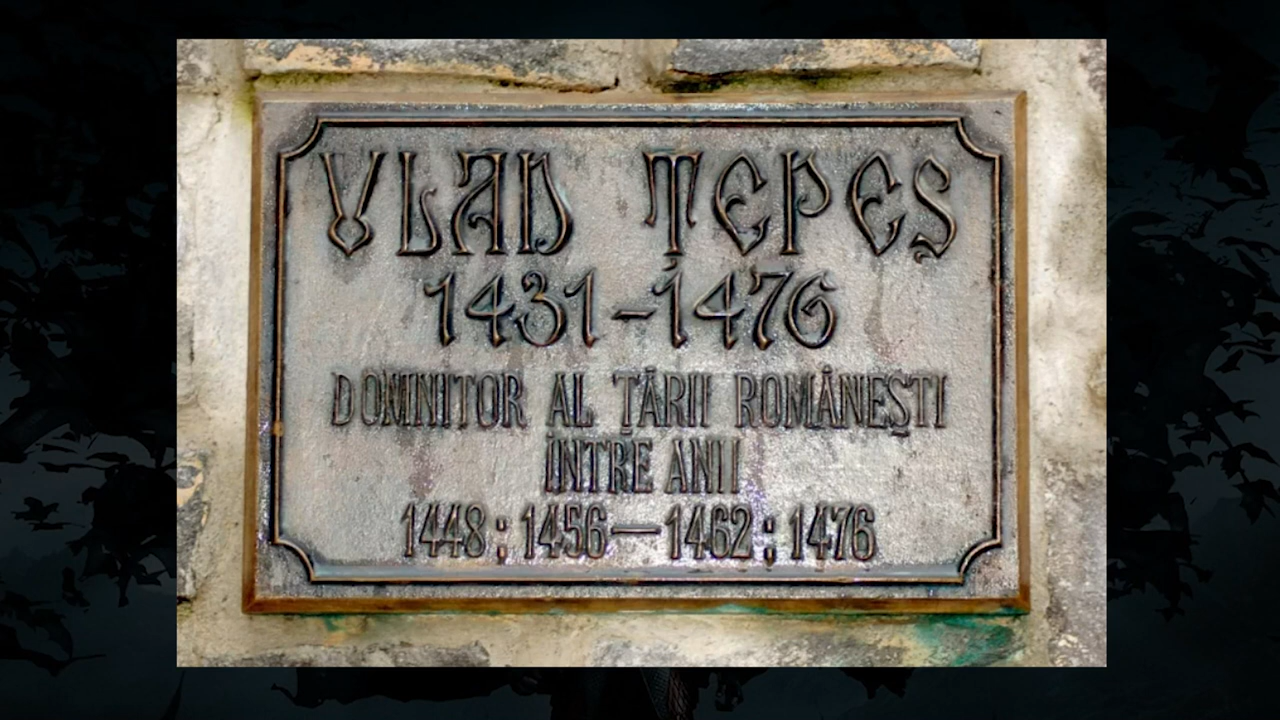 VLAD ȚEPEȘ
1431-1476
DOMNITOR AL ȚĂRII ROMÂNEȘTI
ÎNTRE ANII
1448 : 1456 — 1462 : 1476